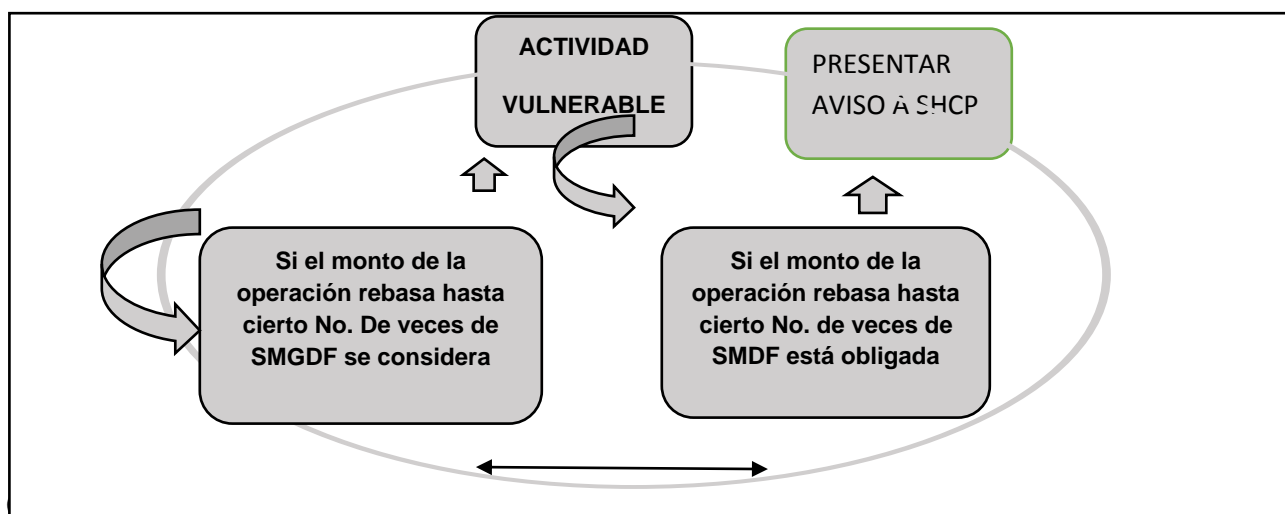 ACTIVIDAD
VULNERABLE
PRESENTAR
AVISO A SHCP
Si el monto de la
operación rebasa hasta
cierto No. De veces de
SMGDF se considera
Si el monto de la
operación rebasa hasta
cierto No. de veces de
SMDF está obligada